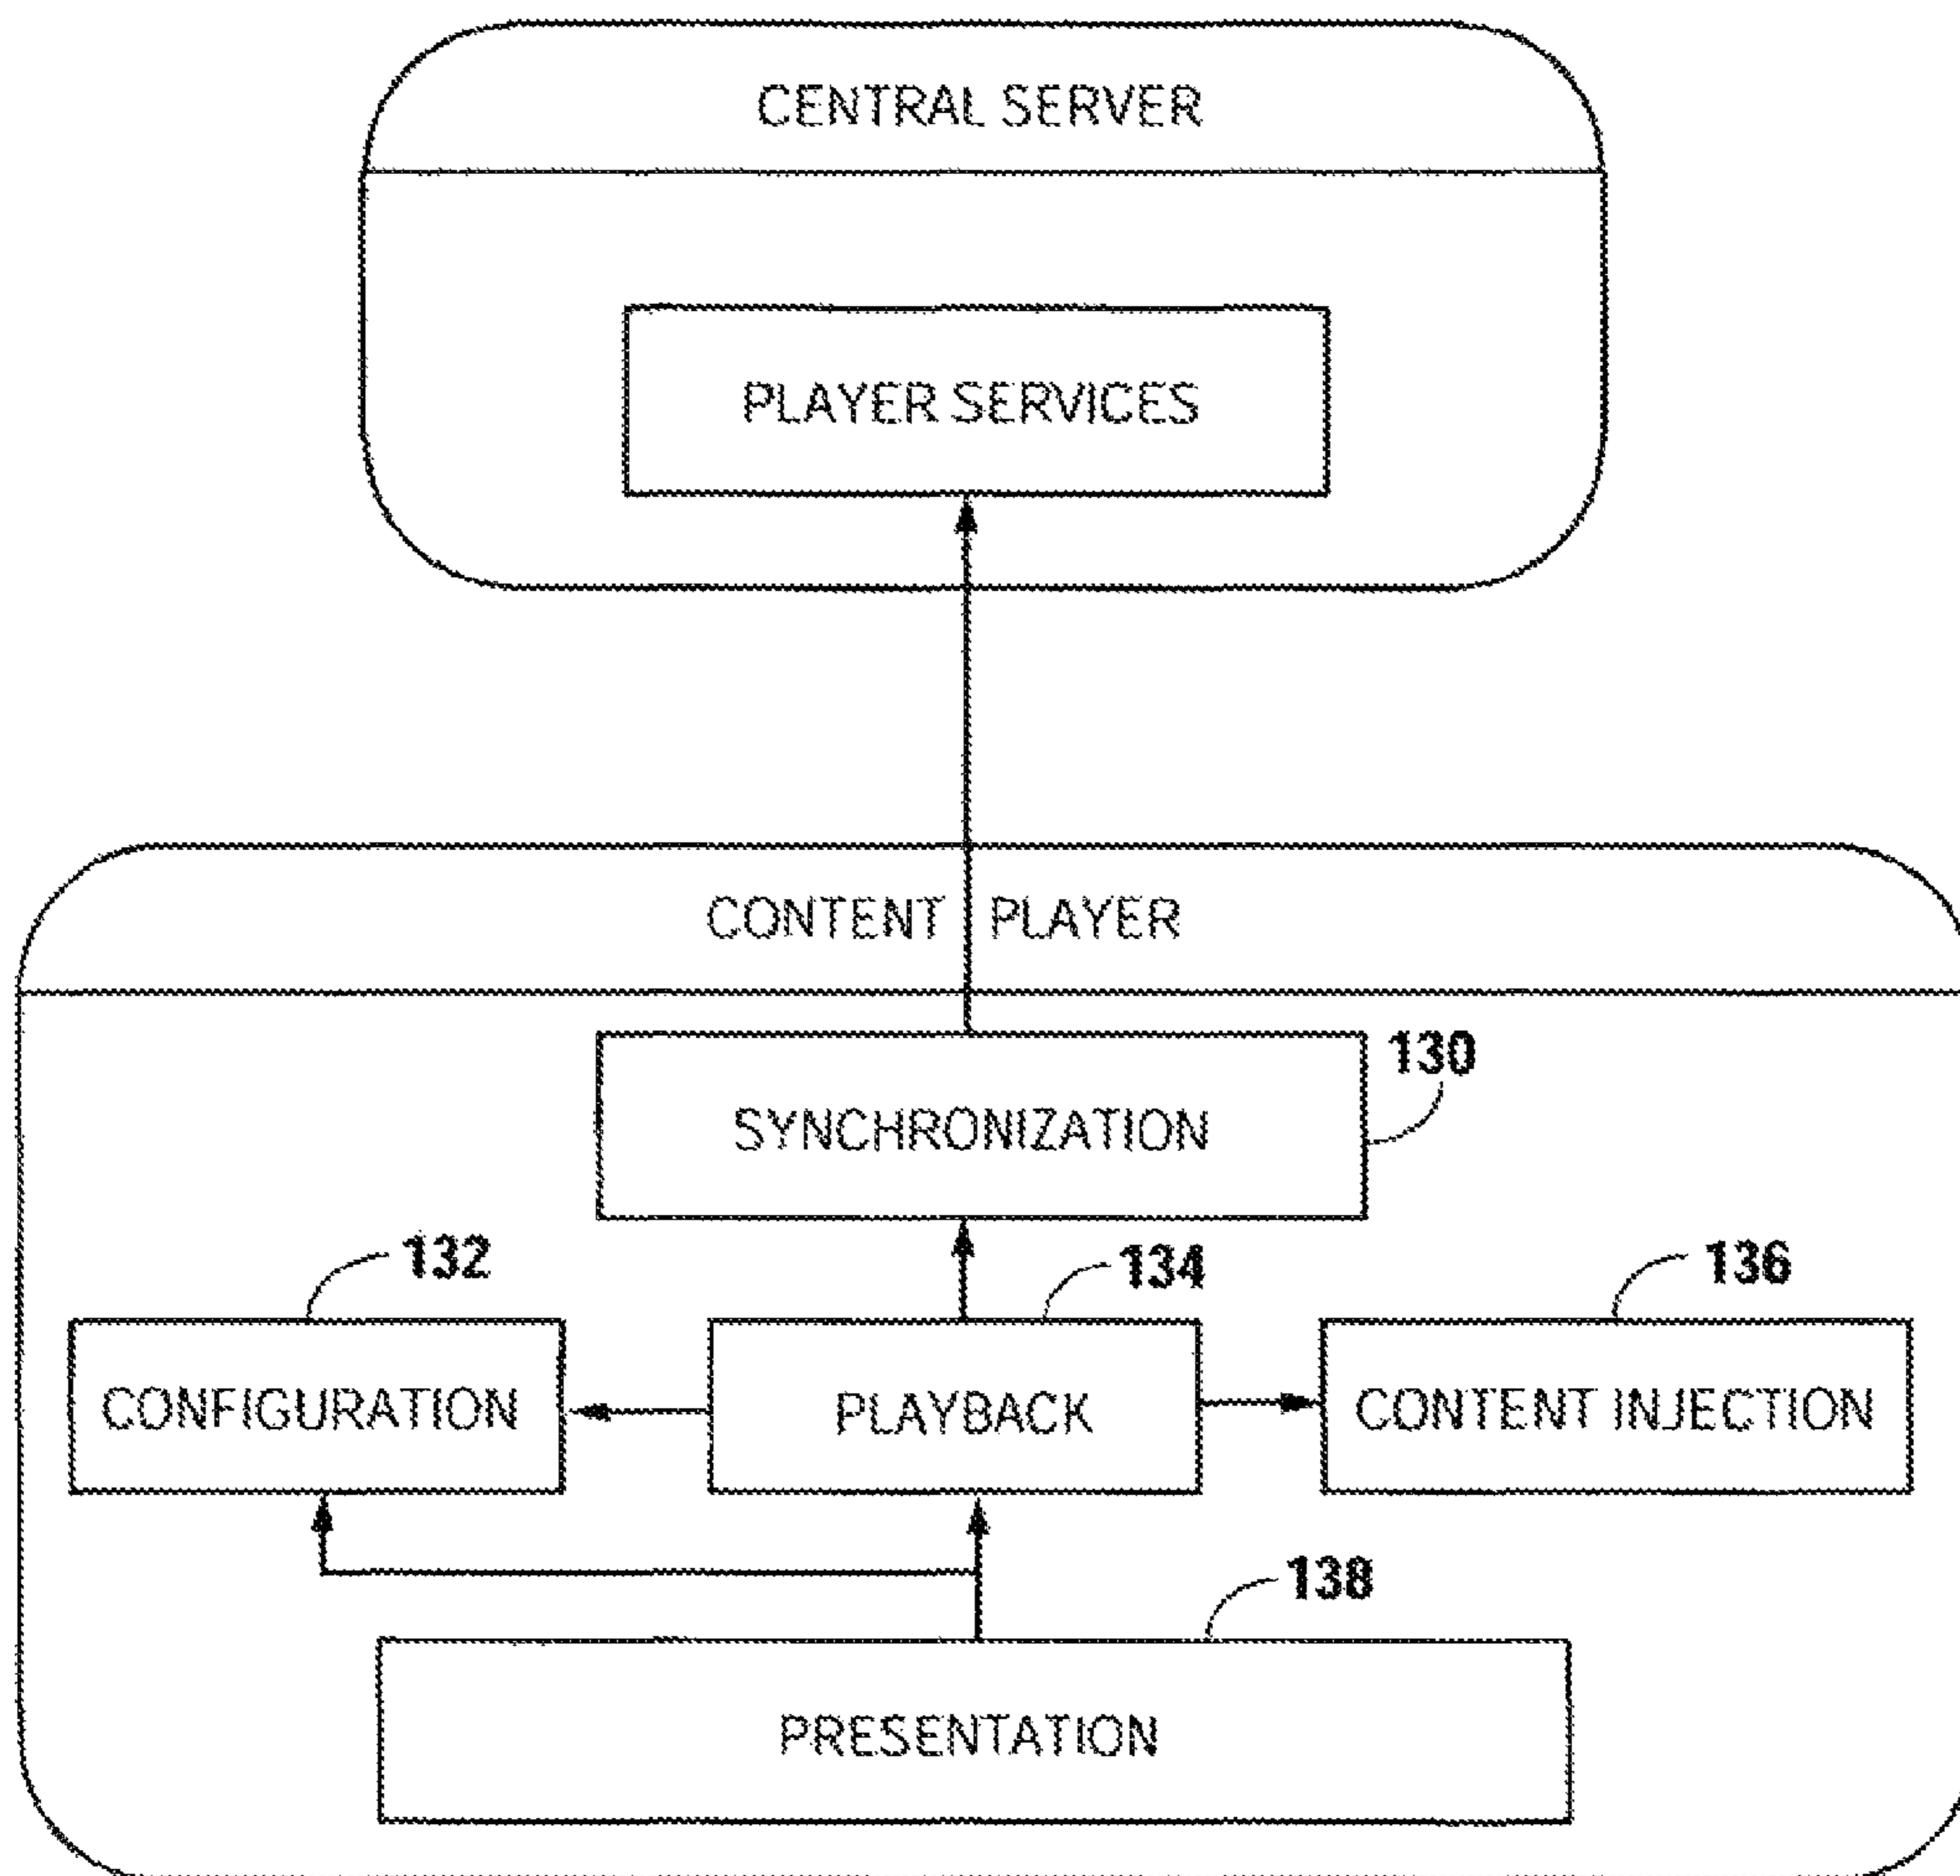 CENTRAL SERVER
PLAYER SERVICES
CONTENT PLAYER
130
SYNCHRONIZATION
132
134
136
CONFIGURATION
PLAYBACK
CONTENT INJECTION
138
PRESENTATION